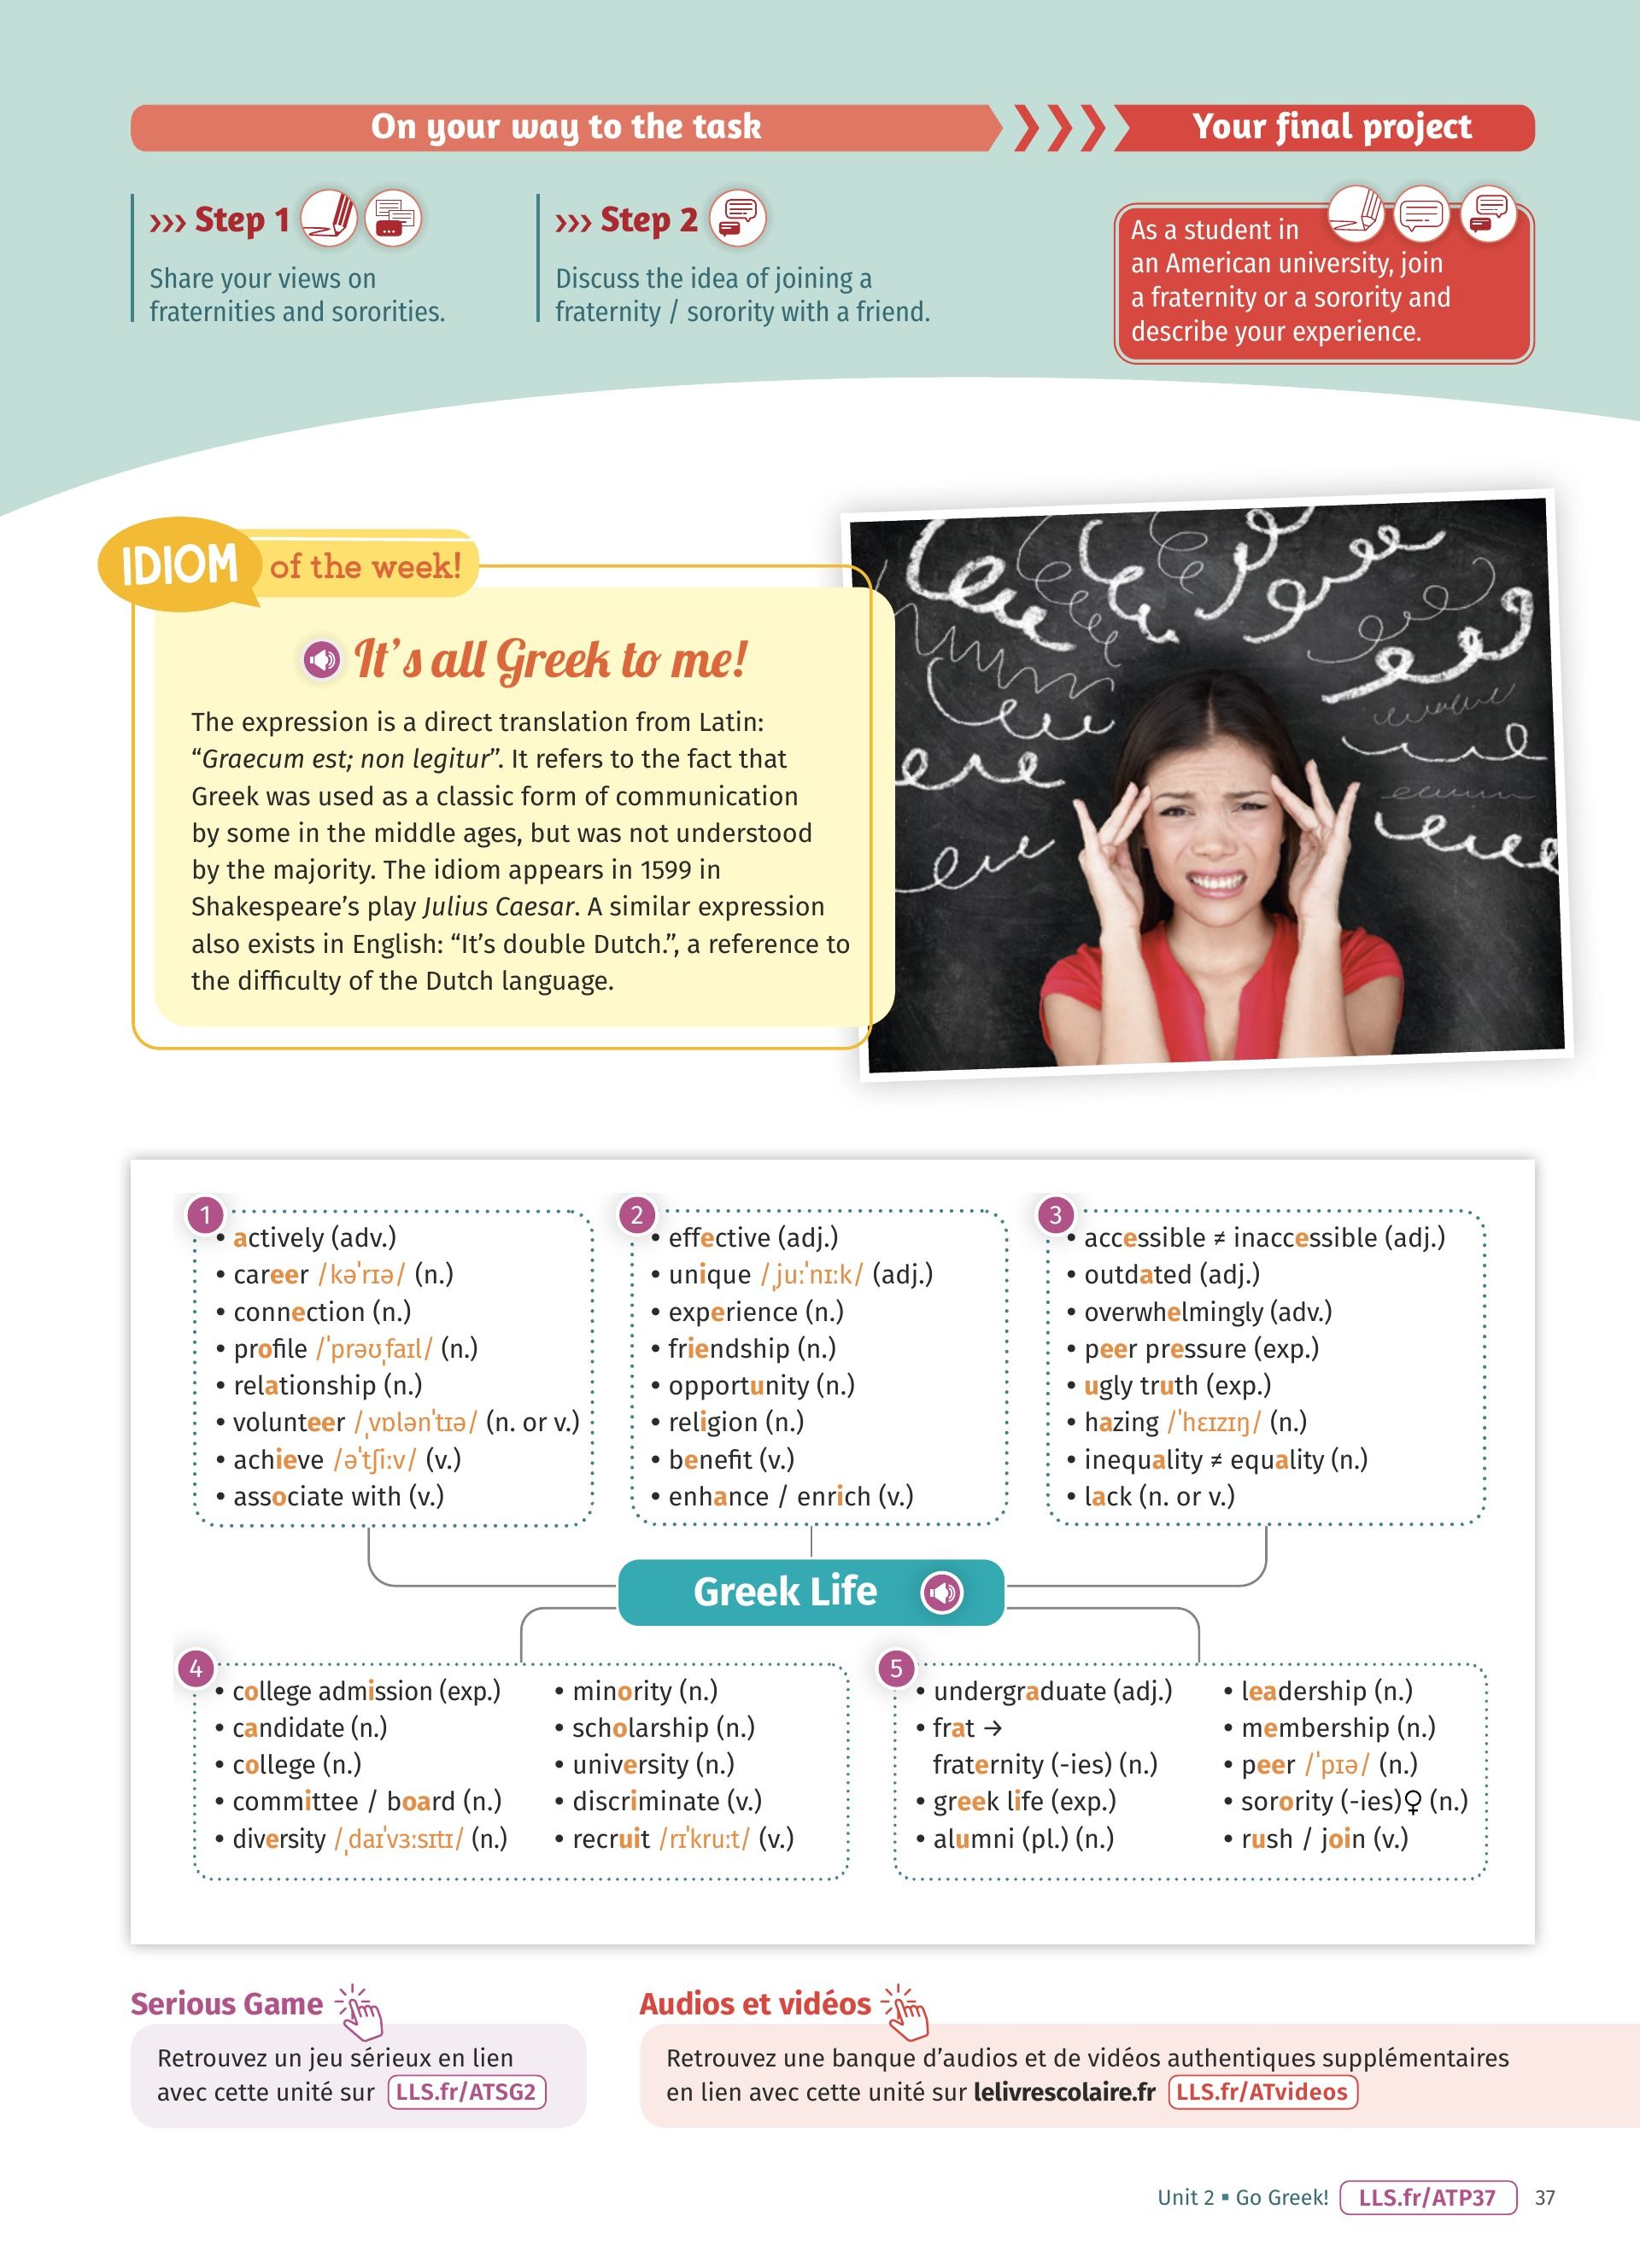 On your way to the task
Your final project
››› Step 1
Share your views on
fraternities and sororities.
››› Step 2
Discuss the idea of joining a
fraternity / sorority with a friend.
As a student in
an American university, join
a fraternity or a sorority and
describe your experience.
IDIOM of the week!
It's all Greek to me!
The expression is a direct translation from Latin:
“Graecum est; non legitur”. It refers to the fact that
Greek was used as a classic form of communication
by some in the middle ages, but was not understood
by the majority. The idiom appears in 1599 in
Shakespeare's play Julius Caesar. A similar expression
also exists in English: “It's double Dutch.”, a reference to
the difficulty of the Dutch language.
1
• actively (adv.)
• career /kəˈrɪə/ (n.)
• connection (n.)
• profile /ˈprəʊˌfaɪl/ (n.)
• relationship (n.)
• volunteer /ˌvɒlənˈtɪə/ (n. or v.)
• achieve /əˈtʃiːv/ (v.)
• associate with (v.)
2
• effective (adj.)
• unique /ˌjuːˈniːk/ (adj.)
• experience (n.)
• friendship (n.)
• opportunity (n.)
• religion (n.)
• benefit (v.)
• enhance / enrich (v.)
3
• accessible ≠ inaccessible (adj.)
• outdated (adj.)
• overwhelmingly (adv.)
• peer pressure (exp.)
• ugly truth (exp.)
• hazing /ˈhɛɪzɪŋ/ (n.)
• inequality ≠ equality (n.)
• lack (n. or v.)
Greek Life
4
• college admission (exp.)
• candidate (n.)
• college (n.)
• committee / board (n.)
• diversity /ˌdaɪˈvɜːsɪtɪ/ (n.)
• minority (n.)
• scholarship (n.)
• university (n.)
• discriminate (v.)
• recruit /rɪˈkruːt/ (v.)
5
• undergraduate (adj.)
• frat →
fraternity (-ies) (n.)
• greek life (exp.)
• alumni (pl.) (n.)
• leadership (n.)
• membership (n.)
• peer /ˈpɪə/ (n.)
• sorority (-ies)♀ (n.)
• rush / join (v.)
Serious Game
Retrouvez un jeu sérieux en lien
avec cette unité sur LLS.fr/ATSG2
Audios et vidéos
Retrouvez une banque d'audios et de vidéos authentiques supplémentaires
en lien avec cette unité sur lelivrescolaire.fr LLS.fr/ATvideos
Unit 2 ▪ Go Greek! LLS.fr/ATP37 37